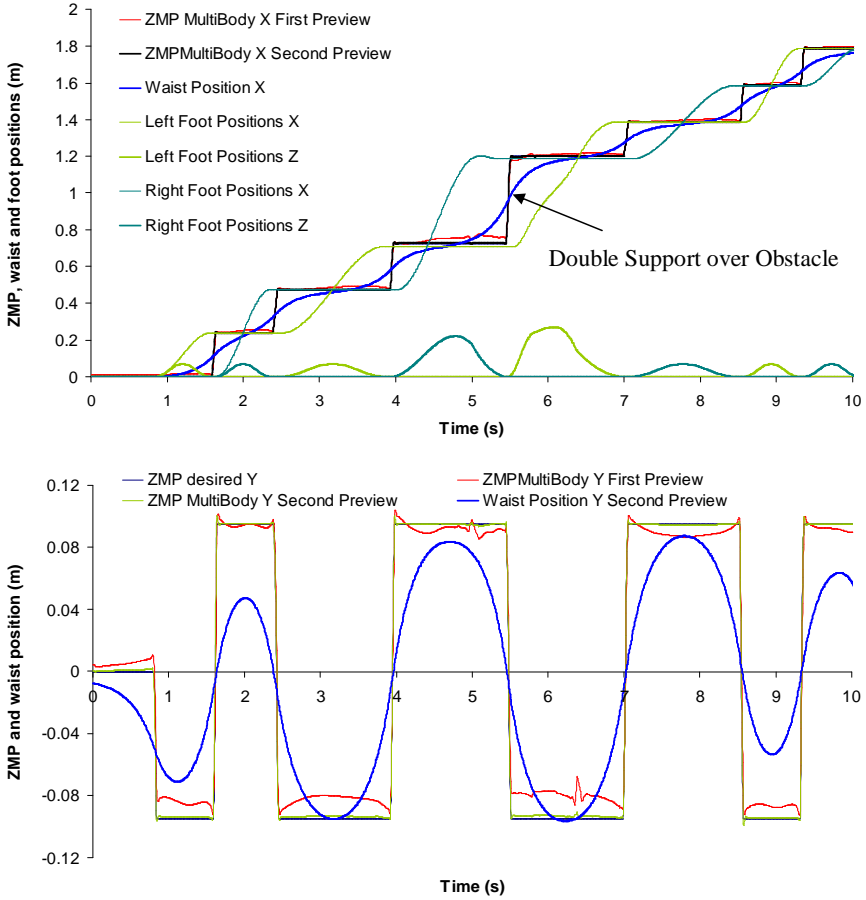 2
1.8
1.6
1.4
1.2
1
0.8
0.6
0.4
0.2
0
ZMP, waist and foot positions (m)
ZMP MultiBody X First Preview
ZMPMultiBody X Second Preview
Waist Position X
Left Foot Positions X
Left Foot Positions Z
Right Foot Positions X
Right Foot Positions Z
Double Support over Obstacle
0 1 2 3 4 5 6 7 8 9 10
Time (s)
ZMP desired Y ZMPMultiBody Y First Preview
ZMP MultiBody Y Second Preview Waist Position Y Second Preview
0.12
0.08
0.04
0
-0.04
-0.08
-0.12
ZMP and waist position (m)
0 1 2 3 4 5 6 7 8 9 10
Time (s)